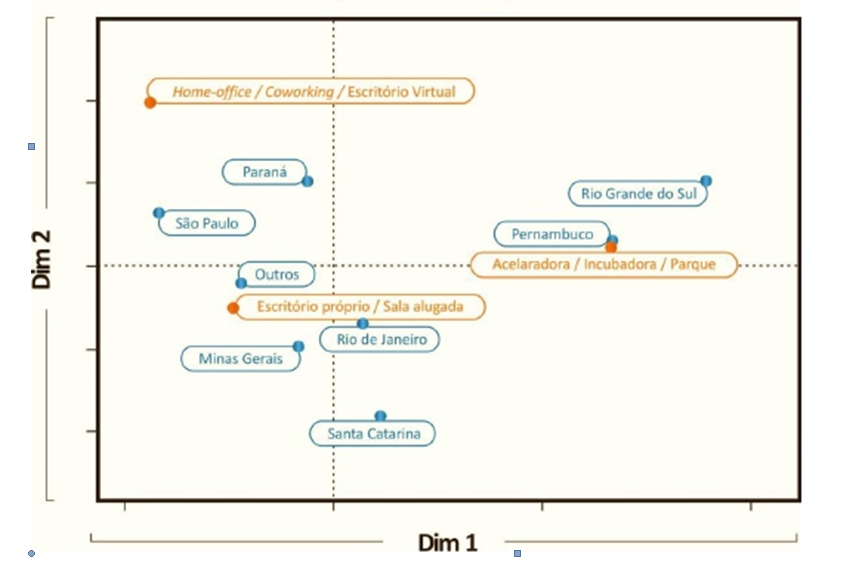 Home-office / Coworking / Escritório Virtual
Paraná
Rio Grande do Sul
São Paulo
Pernambuco
Dim 2
Acelaradora / Incubadora / Parque
Outros
Escritório próprio / Sala alugada
Rio de Janeiro
Minas Gerais
Santa Catarina
Dim 1